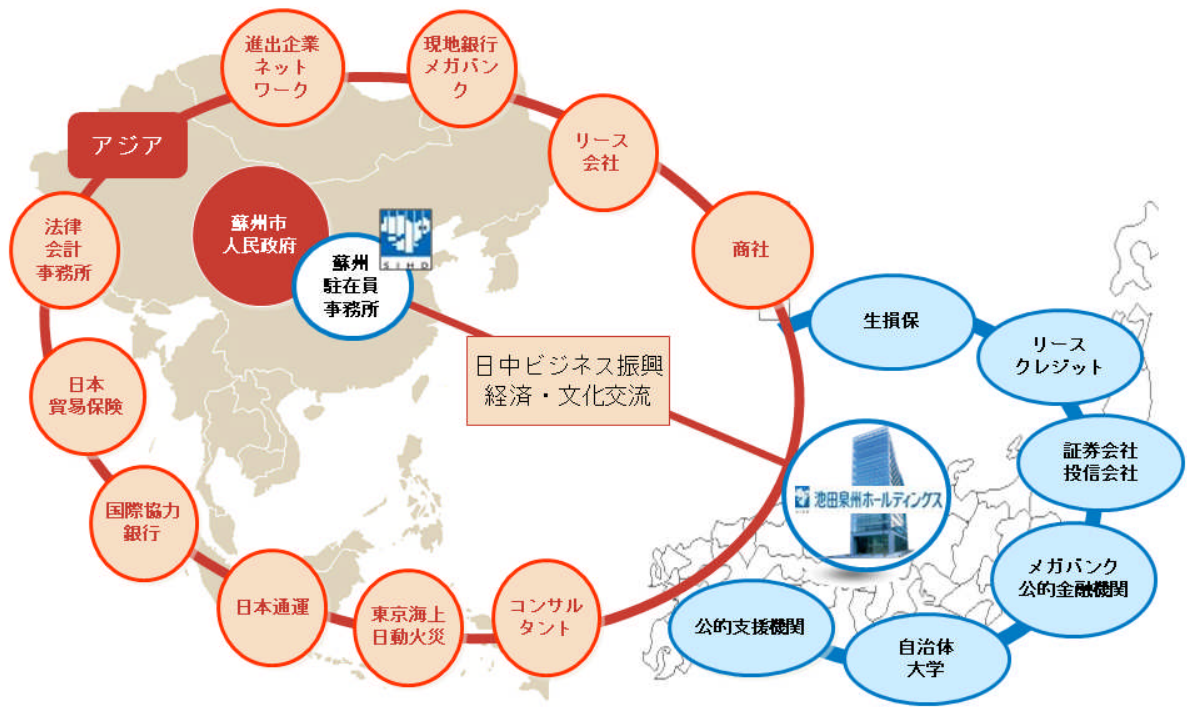 進出企業
ネット
ワーク
現地銀行
メガバン
ク
リース
会社
アジア
商社
法律
会計
事務所
蘇州市
人民政府
蘇州
駐在員
事務所
SIHD
生損保
リース
クレジット
日中ビジネス振興
経済・文化交流
日本
貿易保険
証券会社
投信会社
池田泉州ホールディングス
国際協力
銀行
メガバンク
公的金融機関
日本通運
東京海上
日動火災
コンサル
タント
公的支援機関
自治体
大学